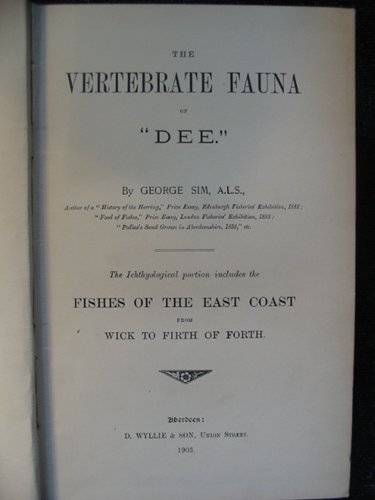 THE
VERTEBRATE FAUNA
OF
"DEE."
By GEORGE SIM, A.L.S.,
Author of a "History of the Herring," Prize Essay, Edinburgh Fisheries Exhibition, 1882;
"Food of Fishes," Prize Essay, London Fisheries Exhibition, 1883;
"Pallas's Sand Grouse in Aberdeenshire, 1888," etc.
The Ichthyological portion includes the
FISHES OF THE EAST COAST
FROM
WICK TO FIRTH OF FORTH.
Aberdeen:
D. WYLLIE & SON, Union Street.
1903